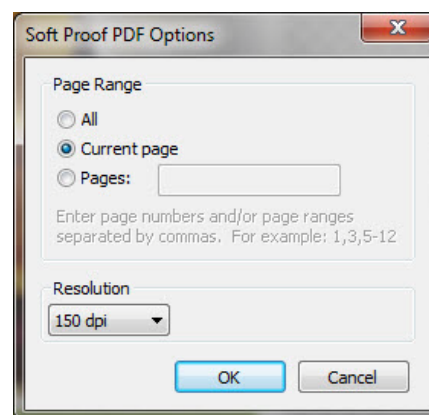 Soft Proof PDF Options
Page Range
All
Current page
Pages:
Enter page numbers and/or page ranges
separated by commas.  For example: 1,3,5-12
Resolution
150 dpi
OK
Cancel